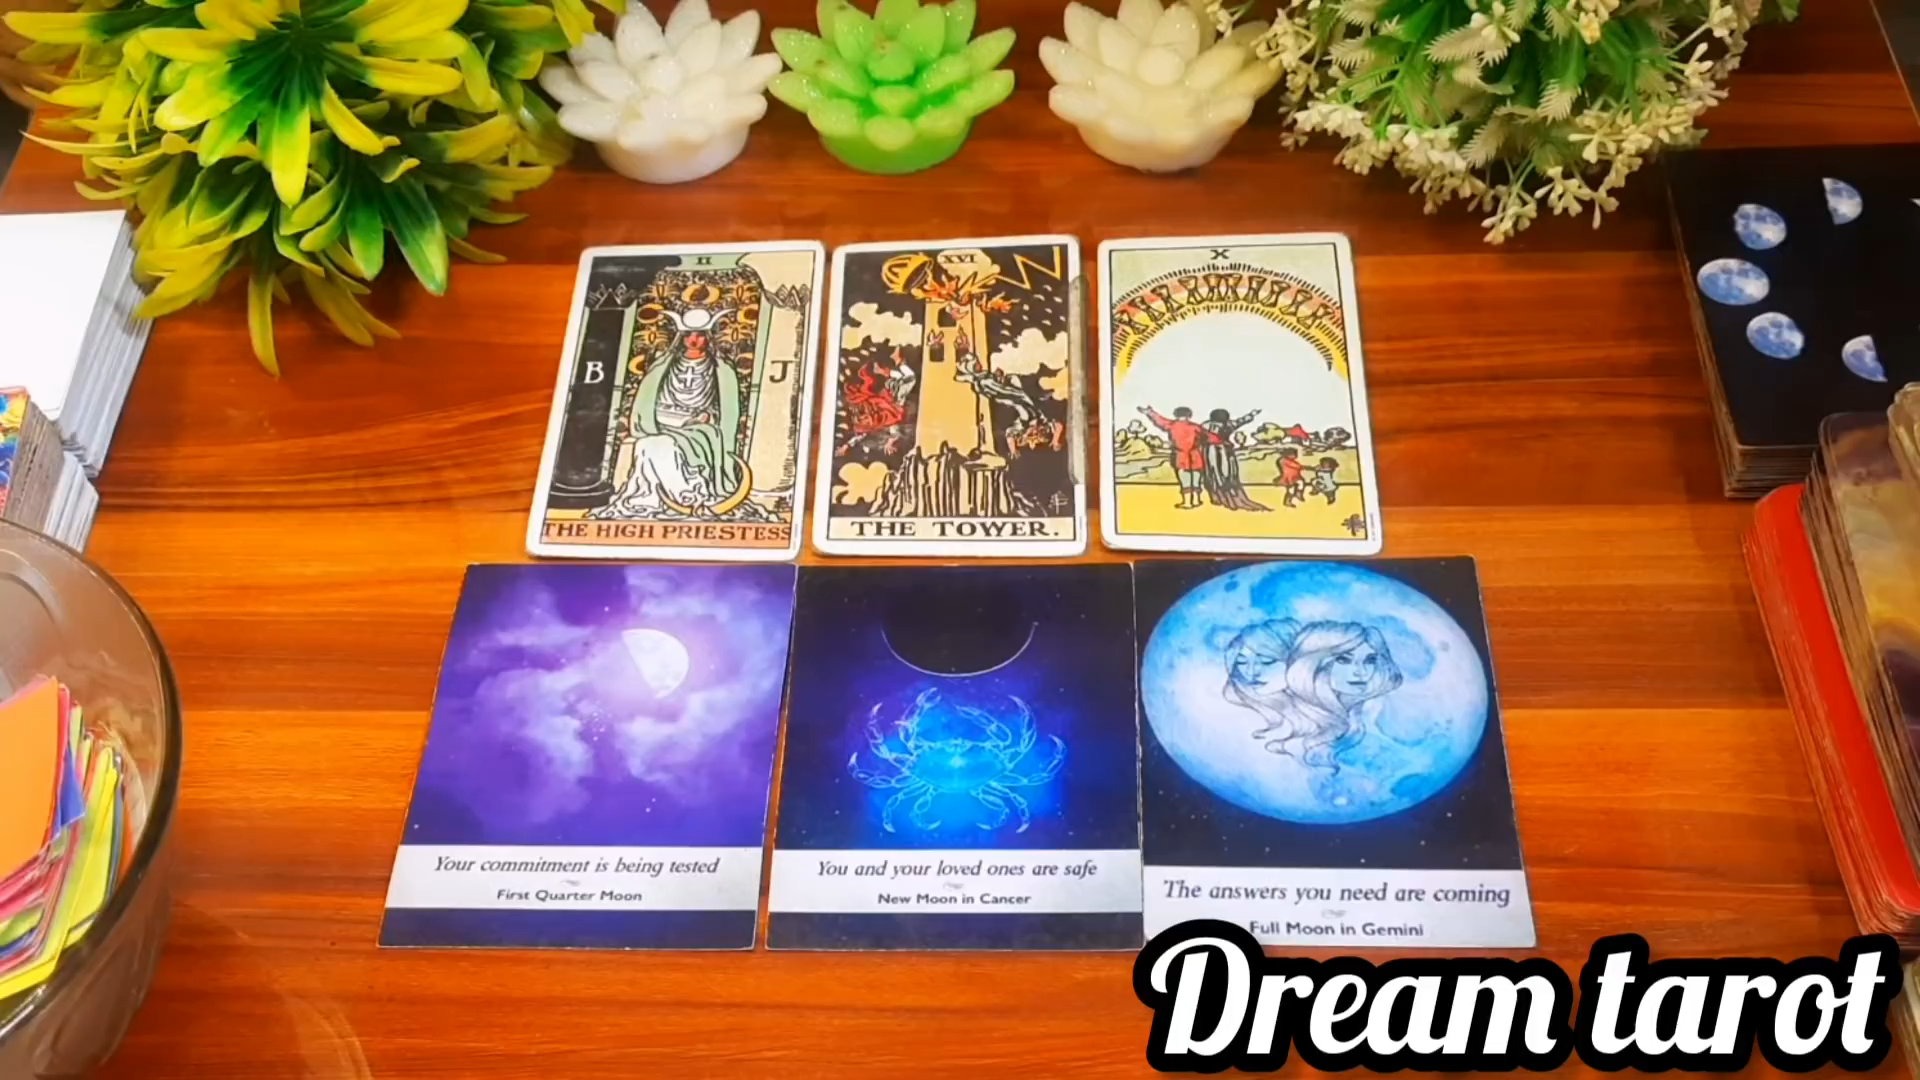 II
B
J
THE HIGH PRIESTESS
XVI
THE TOWER.
X
Your commitment is being tested
First Quarter Moon
You and your loved ones are safe
New Moon in Cancer
The answers you need are coming
Full Moon in Gemini
Dream tarot